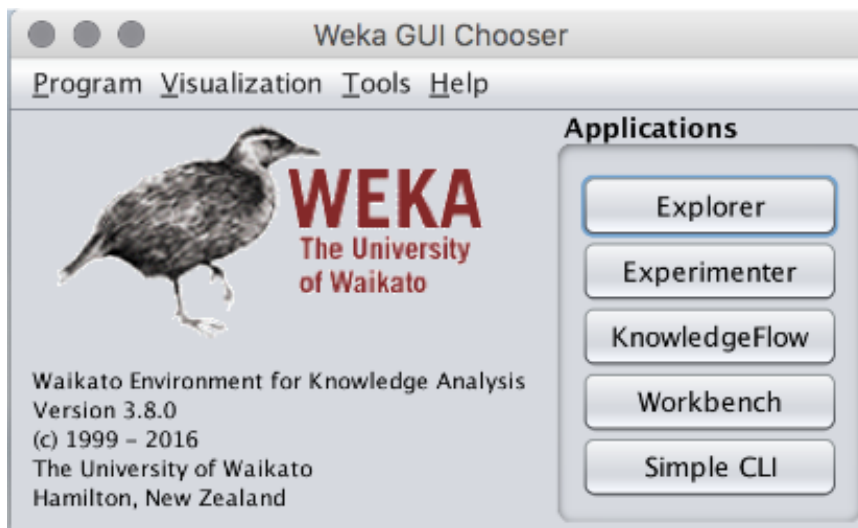 Weka GUI Chooser
Program Visualization Tools Help
WEKA
The University
of Waikato
Waikato Environment for Knowledge Analysis
Version 3.8.0
(c) 1999 – 2016
The University of Waikato
Hamilton, New Zealand
Applications
Explorer
Experimenter
KnowledgeFlow
Workbench
Simple CLI